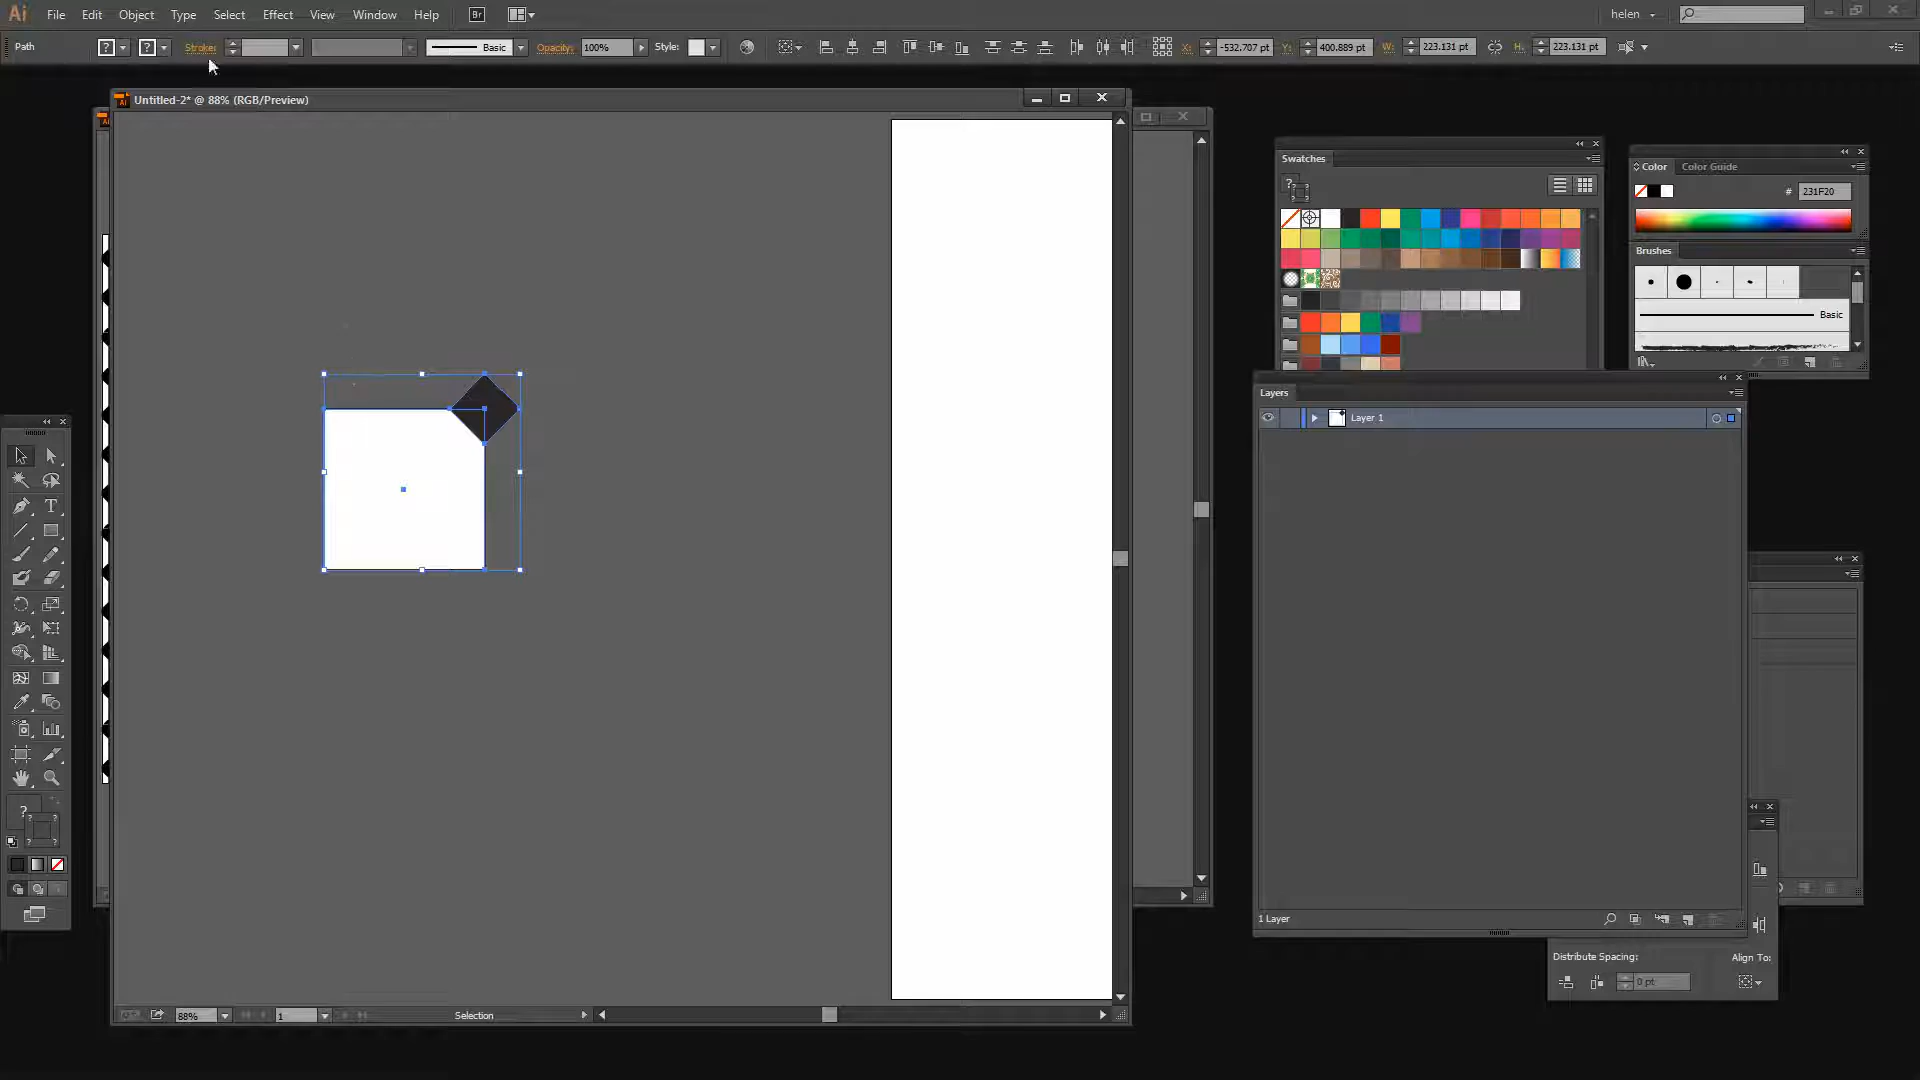 Ai File Edit Object Type Select Effect View Window Help Br helen
Path ? ? Stroke: Basic Opacity: 100% Style: X: -532.707 pt Y: 400.889 pt W: 223.131 pt H: 223.131 pt
Untitled-2* @ 88% (RGB/Preview)
Swatches
Color Color Guide
# 231F20
Brushes
Basic
Layers
Layer 1
T
1 Layer
Distribute Spacing: Align To:
0 pt
88% 1 Selection